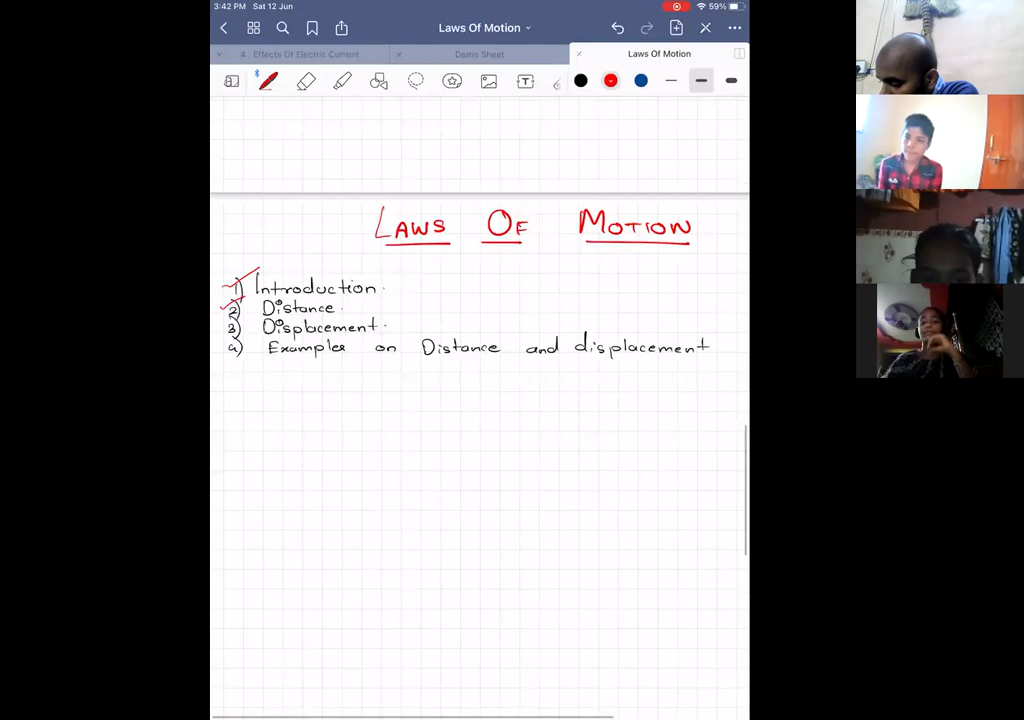 3:42 PM Sat 12 Jun 59%
Laws Of Motion
4 Effects Of Electric Current
Demo Sheet
Laws Of Motion
LAWS OF MOTION
1) Introduction.
2) Distance.
3) Displacement.
4) Examples on Distance and displacement